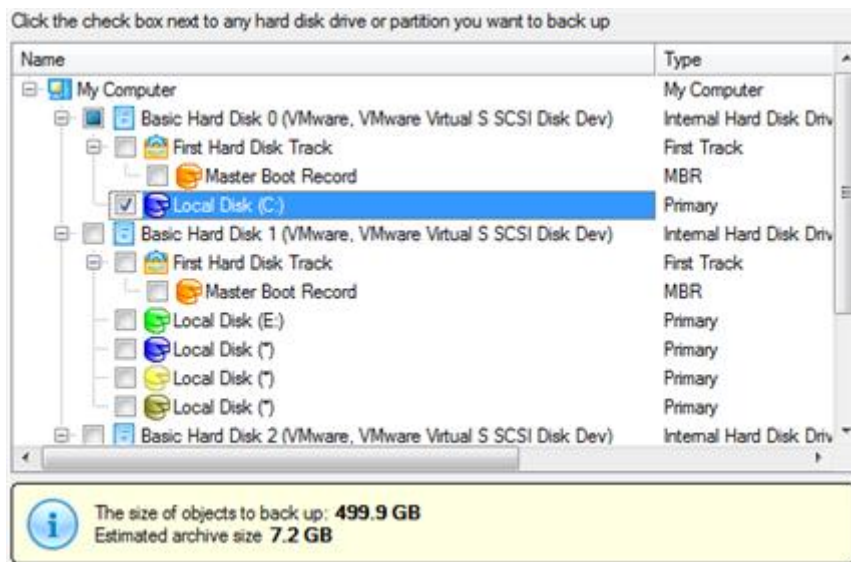 Click the check box next to any hard disk drive or partition you want to back up
Name Type
My Computer My Computer
Basic Hard Disk 0 (VMware, VMware Virtual S SCSI Disk Dev) Internal Hard Disk Driv
First Hard Disk Track First Track
Master Boot Record MBR
Local Disk (C:) Primary
Basic Hard Disk 1 (VMware, VMware Virtual S SCSI Disk Dev) Internal Hard Disk Driv
First Hard Disk Track First Track
Master Boot Record MBR
Local Disk (E:) Primary
Local Disk (*) Primary
Local Disk (*) Primary
Local Disk (*) Primary
Basic Hard Disk 2 (VMware, VMware Virtual S SCSI Disk Dev) Internal Hard Disk Driv
The size of objects to back up: 499.9 GB
Estimated archive size 7.2 GB